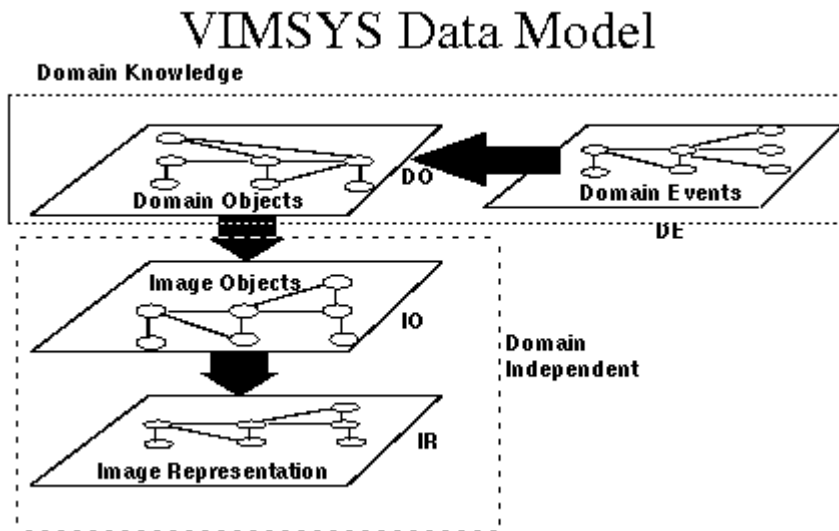 VIMSYS Data Model
Domain Knowledge
DO
Domain Objects
Domain Events
DE
Image Objects
IO
Domain
Independent
IR
Image Representation